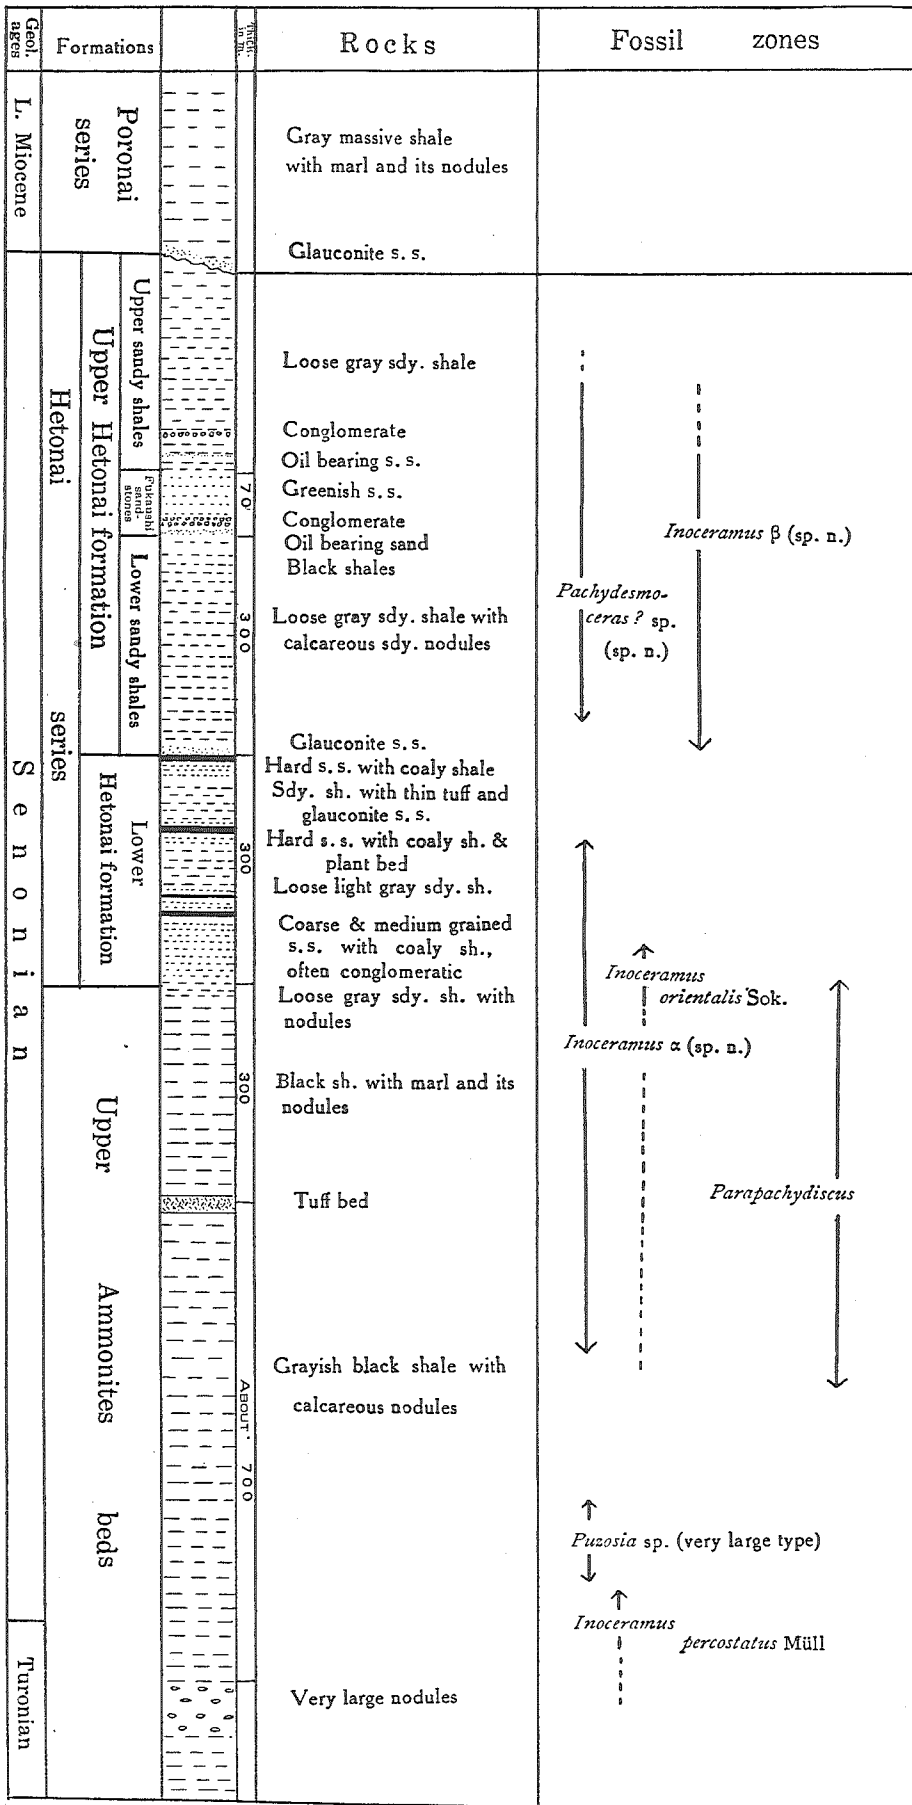 Geol. ages
Formations
Thick. in m.
Rocks
Fossil zones
L. Miocene
Poronai series
Gray massive shale
with marl and its nodules
Glauconite s. s.
Senonian
Hetonai series
Upper Hetonai formation
Upper sandy shales
Loose gray sdy. shale
Conglomerate
Oil bearing s. s.
Fukaushi sand-stones
70
Greenish s. s.
Conglomerate
Oil bearing sand
Black shales
Lower sandy shales
300
Loose gray sdy. shale with
calcareous sdy. nodules
Glauconite s. s.
Lower Hetonai formation
300
Hard s. s. with coaly shale
Sdy. sh. with thin tuff and
glauconite s. s.
Hard s. s. with coaly sh. &
plant bed
Loose light gray sdy. sh.
Coarse & medium grained
s. s. with coaly sh.,
often conglomeratic
Upper Ammonites beds
Loose gray sdy. sh. with
nodules
300
Black sh. with marl and its
nodules
Tuff bed
ABOUT 700
Grayish black shale with
calcareous nodules
Turonian
Very large nodules
Inoceramus β (sp. n.)
Pachydesmo-
ceras? sp.
(sp. n.)
Inoceramus
orientalis Sok.
Inoceramus α (sp. n.)
Parapachydiscus
Puzosia sp. (very large type)
Inoceramus
percostatus Müll